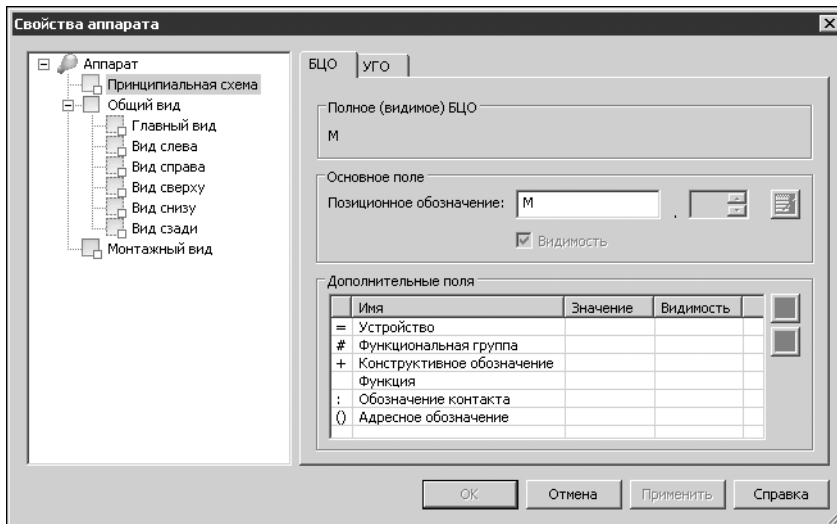 Свойства аппарата
Аппарат
Принципиальная схема
Общий вид
Главный вид
Вид слева
Вид справа
Вид сверху
Вид снизу
Вид сзади
Монтажный вид
БЦО УГО
Полное (видимое) БЦО
М
Основное поле
Позиционное обозначение: М .
Видимость
Дополнительные поля
Имя Значение Видимость
= Устройство
# Функциональная группа
+ Конструктивное обозначение
Функция
: Обозначение контакта
() Адресное обозначение
ОК Отмена Применить Справка